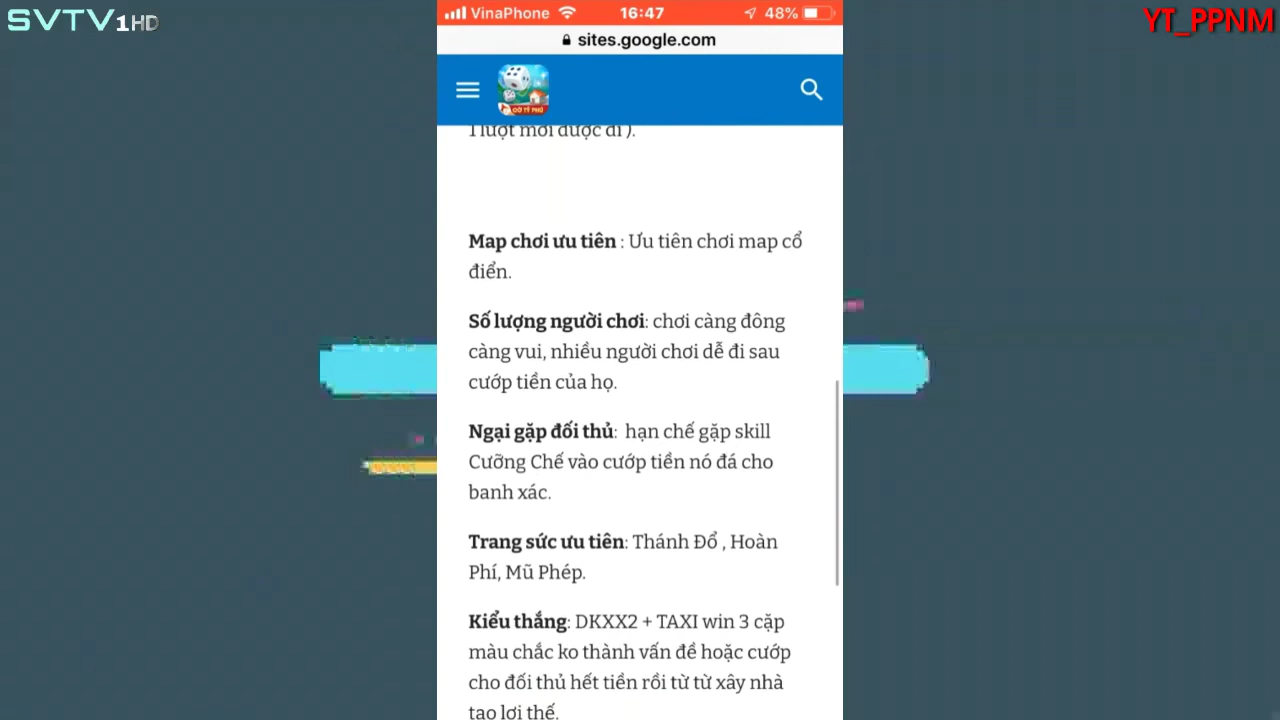 SVTV1HD
VinaPhone 16:47 48%
YT_PPNM
sites.google.com
CỜ TỶ PHÚ
1 lượt mới được đi ).
Map chơi ưu tiên : Ưu tiên chơi map cổ
điển.
Số lượng người chơi: chơi càng đông
càng vui, nhiều người chơi dễ đi sau
cướp tiền của họ.
Ngại gặp đối thủ: hạn chế gặp skill
Cưỡng Chế vào cướp tiền nó đá cho
banh xác.
Trang sức ưu tiên: Thánh Đổ , Hoàn
Phí, Mũ Phép.
Kiểu thắng: DKXX2 + TAXI win 3 cặp
màu chắc ko thành vấn đề hoặc cướp
cho đối thủ hết tiền rồi từ từ xây nhà
tạo lợi thế.